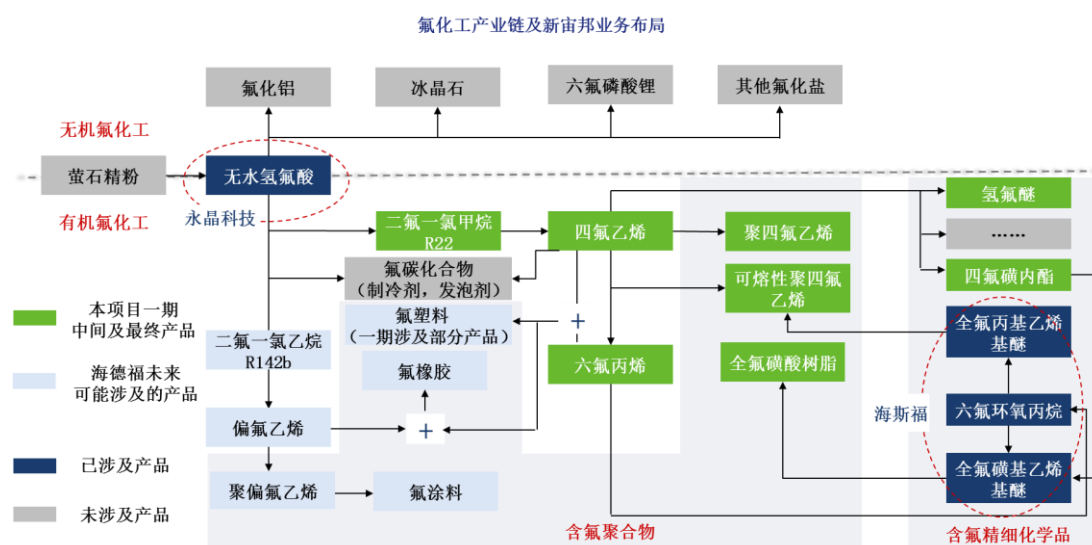 氟化工产业链及新宙邦业务布局
氟化铝
冰晶石
六氟磷酸锂
其他氟化盐
无机氟化工
萤石精粉
无水氢氟酸
有机氟化工
永晶科技
二氟一氯甲烷
R22
四氟乙烯
聚四氟乙烯
氢氟醚
……
四氟磺内酯
氟碳化合物
（制冷剂，发泡剂）
可熔性聚四氟
乙烯
本项目一期
中间及最终产品
氟塑料
（一期涉及部分产品）
+
二氟一氯乙烷
R142b
六氟丙烯
全氟磺酸树脂
全氟丙基乙烯
基醚
海德福未来
可能涉及的产品
氟橡胶
海斯福
六氟环氧丙烷
偏氟乙烯
+
已涉及产品
聚偏氟乙烯
氟涂料
全氟磺基乙烯
基醚
未涉及产品
含氟聚合物
含氟精细化学品